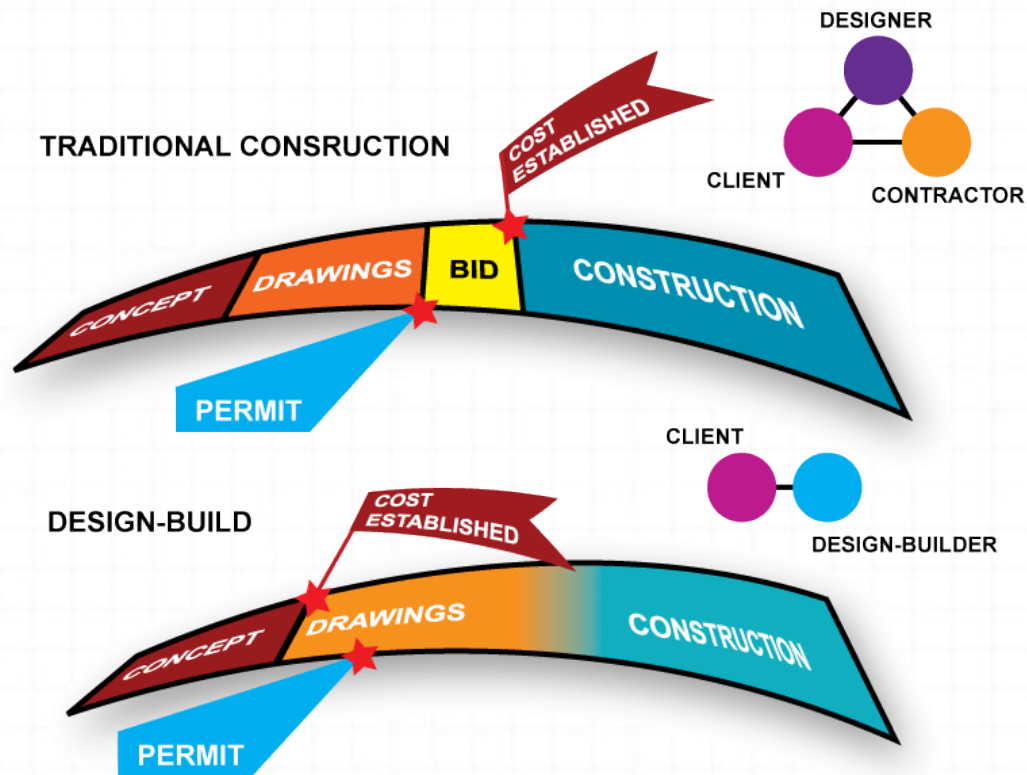 DESIGNER
COST
ESTABLISHED
TRADITIONAL CONSRUCTION
CLIENT
CONTRACTOR
CONCEPT
DRAWINGS
BID
CONSTRUCTION
PERMIT
CLIENT
COST
ESTABLISHED
DESIGN-BUILD
DESIGN-BUILDER
CONCEPT
DRAWINGS
CONSTRUCTION
PERMIT